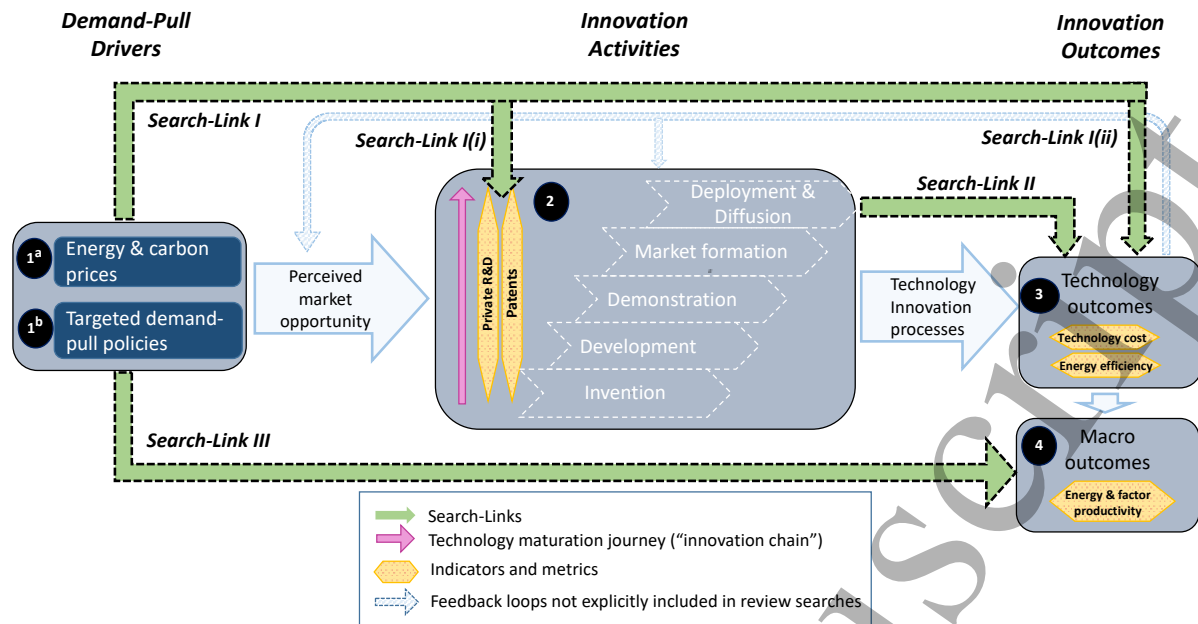 Demand-Pull
Drivers
Innovation
Activities
Innovation
Outcomes
Search-Link I
Search-Link I(i)
Search-Link I(ii)
Search-Link II
1a
Energy & carbon
prices
1b
Targeted demand-
pull policies
Perceived
market
opportunity
2
Private R&D
Patents
Deployment &
Diffusion
Market formation
Demonstration
Development
Invention
Technology
Innovation
processes
3
Technology
outcomes
Technology cost
Energy efficiency
Search-Link III
4
Macro
outcomes
Energy & factor
productivity
Search-Links
Technology maturation journey (“innovation chain”)
Indicators and metrics
Feedback loops not explicitly included in review searches